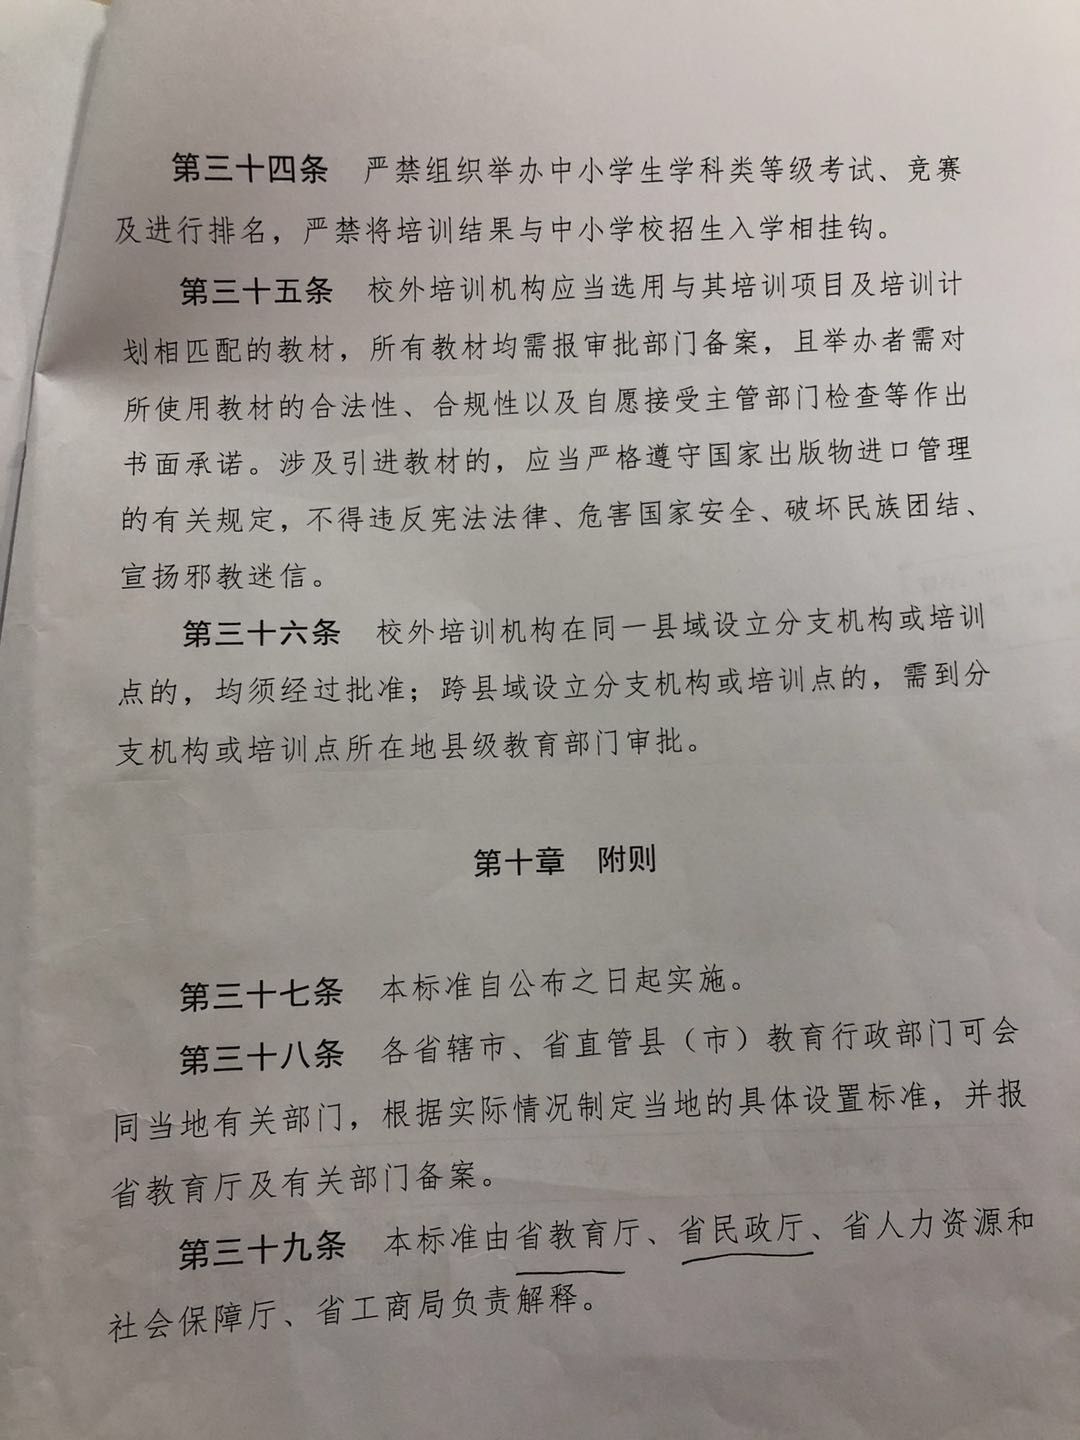 第三十四条 严禁组织举办中小学生学科类等级考试、竞赛
及进行排名，严禁将培训结果与中小学校招生入学相挂钩。
第三十五条 校外培训机构应当选用与其培训项目及培训计
划相匹配的教材，所有教材均需报审批部门备案，且举办者需对
所使用教材的合法性、合规性以及自愿接受主管部门检查等作出
书面承诺。涉及引进教材的，应当严格遵守国家出版物进口管理
的有关规定，不得违反宪法法律、危害国家安全、破坏民族团结、
宣扬邪教迷信。
第三十六条 校外培训机构在同一县域设立分支机构或培训
点的，均须经过批准；跨县域设立分支机构或培训点的，需到分
支机构或培训点所在地县级教育部门审批。
第十章 附则
第三十七条 本标准自公布之日起实施。
第三十八条 各省辖市、省直管县（市）教育行政部门可会
同当地有关部门，根据实际情况制定当地的具体设置标准，并报
省教育厅及有关部门备案。
第三十九条 本标准由省教育厅、省民政厅、省人力资源和
社会保障厅、省工商局负责解释。